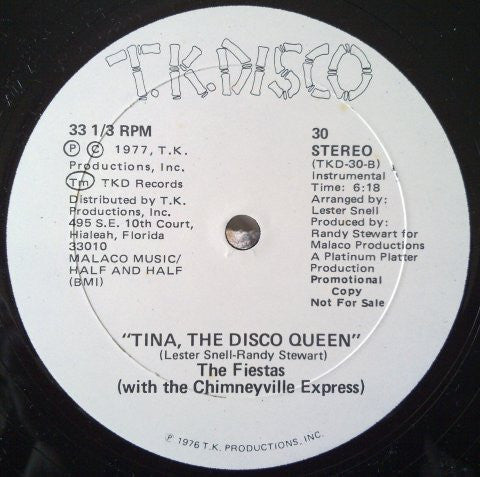 T.K. DISCO
33 1/3 RPM
Ⓟ Ⓒ 1977, T.K.
Productions, Inc.
Tm TKD Records
Distributed by T.K.
Productions, Inc.
495 S.E. 10th Court,
Hialeah, Florida
33010
MALACO MUSIC/
HALF AND HALF
(BMI)
30
STEREO
(TKD-30-B)
Instrumental
Time: 6:18
Arranged by:
Lester Snell
Produced by:
Randy Stewart for
Malaco Productions
A Platinum Platter
Production
Promotional
Copy
Not For Sale
"TINA, THE DISCO QUEEN"
(Lester Snell-Randy Stewart)
The Fiestas
(with the Chimneyville Express)
Ⓟ 1976 T.K. PRODUCTIONS, INC.